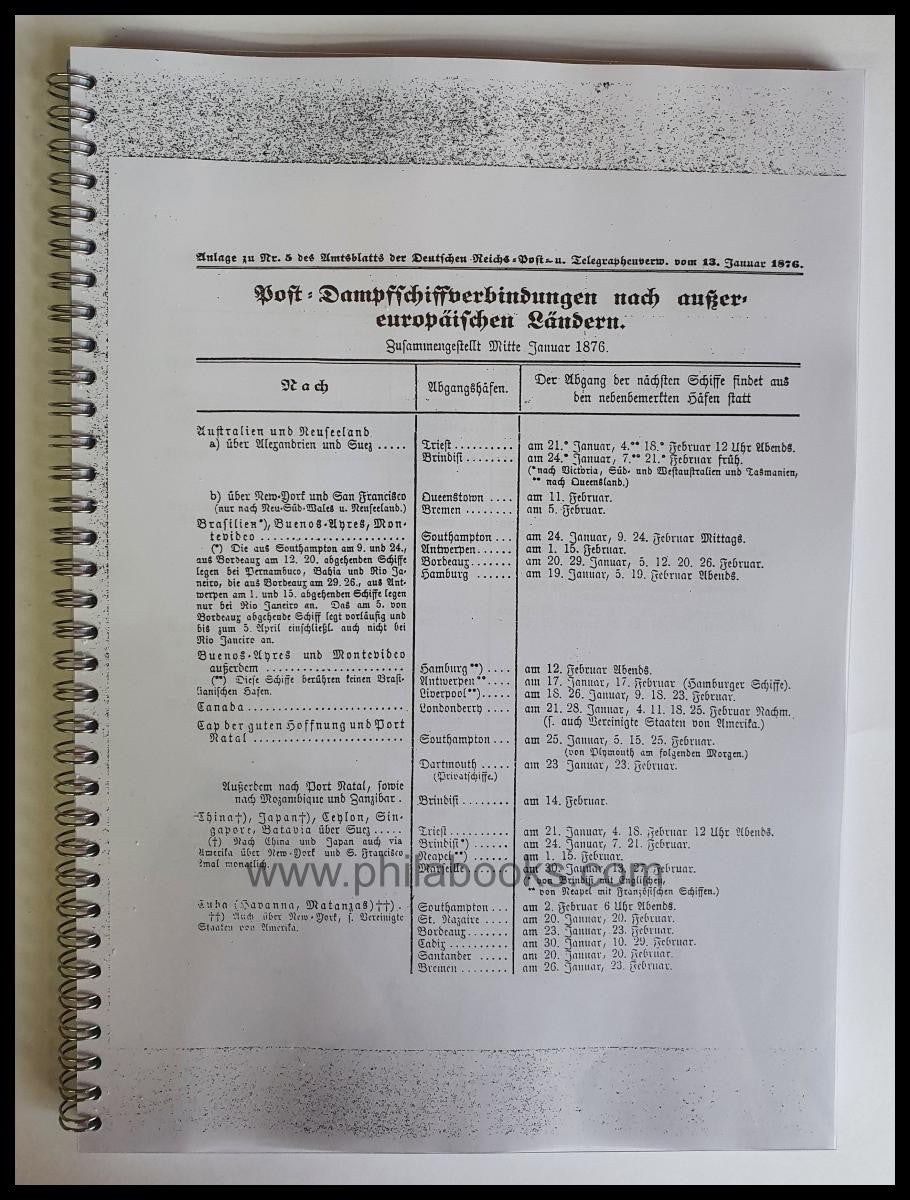 Anlage zu Nr. 5 des Amtsblatts der Deutschen Reichs-Post- u. Telegraphenverw. vom 13. Januar 1876.
Post-Dampfschiffverbindungen nach außer-
europäischen Ländern.
Zusammengestellt Mitte Januar 1876.
Nach Abgangshäfen. Der Abgang der nächsten Schiffe findet aus
den nebenbemerkten Häfen statt
Australien und Neuseeland
a) über Alexandrien und Suez ..... Triest.......... am 21.* Januar, 4.** 18.* Februar 12 Uhr Abends.
Brindisi ........ am 24.* Januar, 7.** 21.* Februar früh.
(* nach Victoria, Süd- und Westaustralien und Tasmanien,
** nach Queensland.)
b) über New-York und San Francisco Queenstown .... am 11. Februar.
(nur nach Neu-Süd-Wales u. Neuseeland.) Bremen ........ am 5. Februar.
Brasilien*), Buenos-Ayres, Mon-
tevideo ...................... Southampton .... am 24. Januar, 9. 24. Februar Mittags.
(*) Die aus Southampton am 9. und 24., Antwerpen...... am 1. 15. Februar.
aus Bordeaux am 12. 20. abgehenden Schiffe Bordeaux....... am 20. 29. Januar, 5. 12. 20. 26. Februar.
legen bei Pernambuco, Bahia und Rio Ja- Hamburg ...... am 19. Januar, 5. 19. Februar Abends.
neiro, die aus Bordeaux am 29. 26., aus Ant-
werpen am 1. und 15. abgehenden Schiffe legen
nur bei Rio Janeiro an. Das am 5. von
Bordeaux abgehende Schiff legt vorläufig und
bis zum 5. April einschließl. auch nicht bei
Rio Janeiro an.
Buenos-Ayres und Montevideo
außerdem ..................... Hamburg **) .... am 12. Februar Abends.
(**) Diese Schiffe berühren keinen Brasi- Antwerpen **.... am 17. Januar, 17. Februar (Hamburger Schiffe).
lianischen Hafen. Liverpool **)..... am 18. 26. Januar, 9. 18. 23. Februar.
Canada ........................ Londonderry .... am 21. 28. Januar, 4. 11. 18. 25. Februar Nachm.
(s. auch Vereinigte Staaten von Amerika.)
Cap der guten Hoffnung und Port
Natal ........................ Southampton ... am 25. Januar, 5. 15. 25. Februar.
(von Plymouth am folgenden Morgen.)
Dartmouth ..... am 23 Januar, 23. Februar.
(Privatschiffe.)
Außerdem nach Port Natal, sowie
nach Mozambique und Zanzibar . Brindisi ........ am 14. Februar.
China†), Japan†), Ceylon, Sin-
gapore, Batavia über Suez ..... Triest.......... am 21. Januar, 4. 18. Februar 12 Uhr Abends.
(†) Nach China und Japan auch via Brindisi*) ...... am 24. Januar, 7. 21. Februar.
Amerika über New-York und S. Francisco Neapel**) ...... am 1. 15. Februar.
2mal monatlich. Marseille....... am 30. Januar, 13. 27. Februar.
* von Brindisi mit Englischen,
** von Neapel mit Französischen Schiffen.)
www.philabooks.com
Cuba (Havanna, Matanzas)††). Southampton ... am 2. Februar 6 Uhr Abends.
††) Auch über New-York, s. Vereinigte St. Nazaire .... am 20. Januar, 20. Februar.
Staaten von Amerika. Bordeaux....... am 23. Januar, 23. Februar.
Cadix .......... am 30. Januar, 10. 29. Februar.
Santander ..... am 20. Januar, 20. Februar.
Bremen ........ am 26. Januar, 23. Februar.